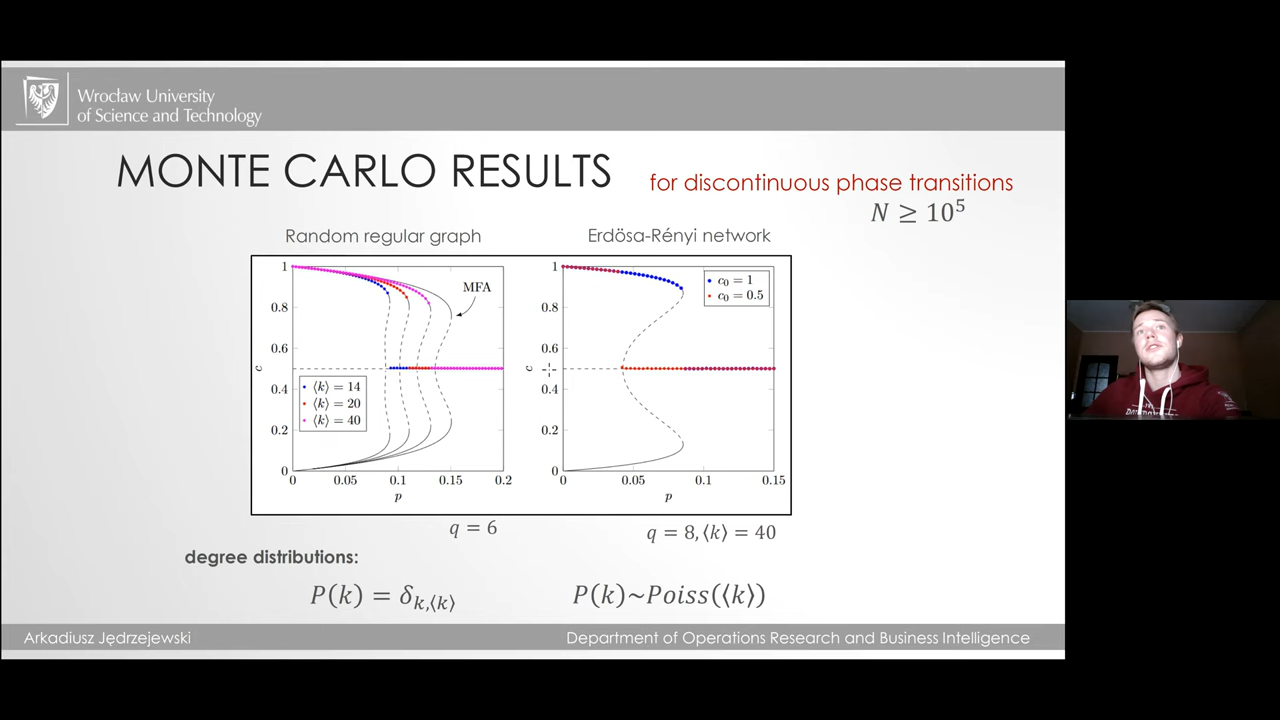 Wrocław University
of Science and Technology
MONTE CARLO RESULTS
for discontinuous phase transitions
N ≥ 10⁵
Random regular graph
Erdösa-Rényi network
1
0.8
0.6
0.4
0.2
0
c
MFA
⟨k⟩ = 14
⟨k⟩ = 20
⟨k⟩ = 40
0 0.05 0.1 0.15 0.2
p
1
0.8
0.6
0.4
0.2
0
c
c₀ = 1
c₀ = 0.5
0 0.05 0.1 0.15
p
q = 6
q = 8, ⟨k⟩ = 40
degree distributions:
P(k) = δ_{k,⟨k⟩}
P(k)~Poiss(⟨k⟩)
Arkadiusz Jędrzejewski
Department of Operations Research and Business Intelligence